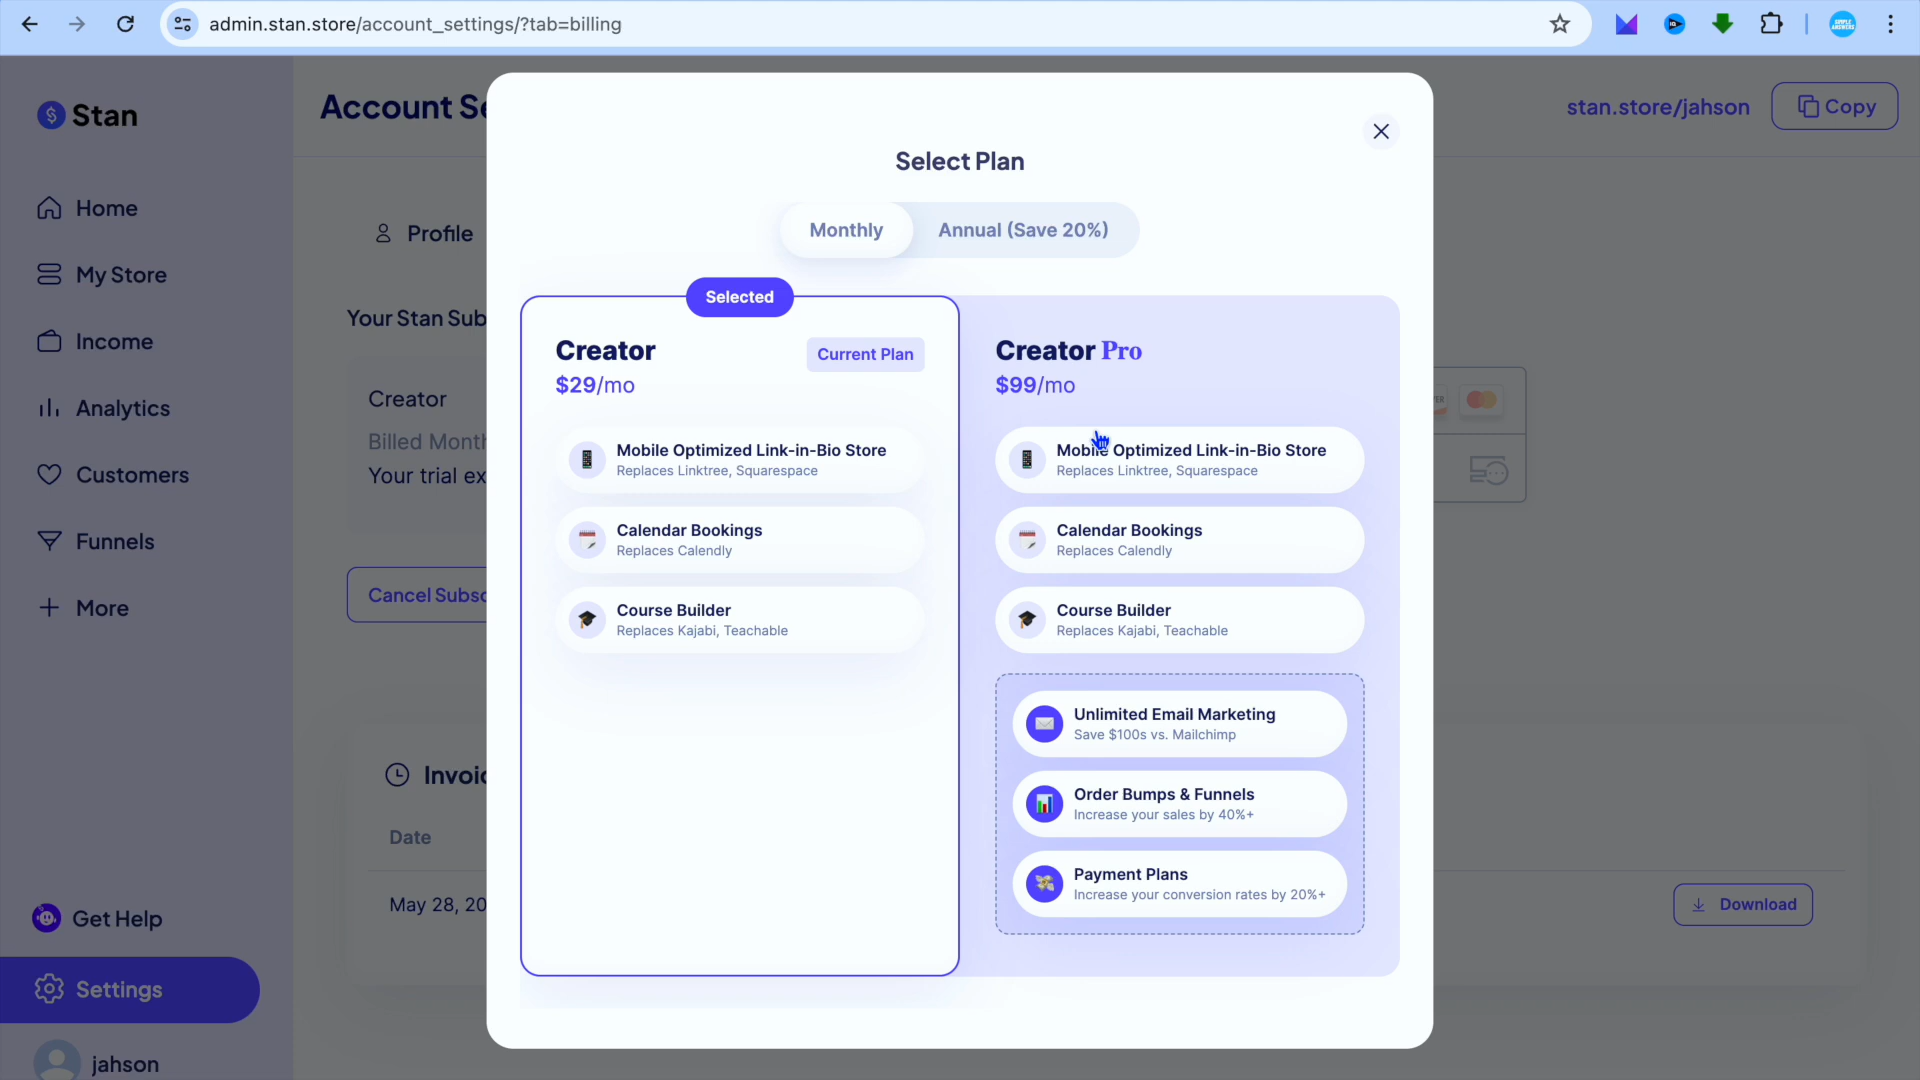 admin.stan.store/account_settings/?tab=billing
Stan
Home
My Store
Income
Analytics
Customers
Funnels
More
Get Help
Settings
jahson
Account Se
stan.store/jahson
Copy
Profile
Your Stan Sub
Creator
Billed Month
Your trial ex
Cancel Subsc
Invoic
Date
May 28, 20
Download
Select Plan
Monthly
Annual (Save 20%)
Selected
Creator
Current Plan
$29/mo
Mobile Optimized Link-in-Bio Store
Replaces Linktree, Squarespace
Calendar Bookings
Replaces Calendly
Course Builder
Replaces Kajabi, Teachable
Creator Pro
$99/mo
Mobile Optimized Link-in-Bio Store
Replaces Linktree, Squarespace
Calendar Bookings
Replaces Calendly
Course Builder
Replaces Kajabi, Teachable
Unlimited Email Marketing
Save $100s vs. Mailchimp
Order Bumps & Funnels
Increase your sales by 40%+
Payment Plans
Increase your conversion rates by 20%+